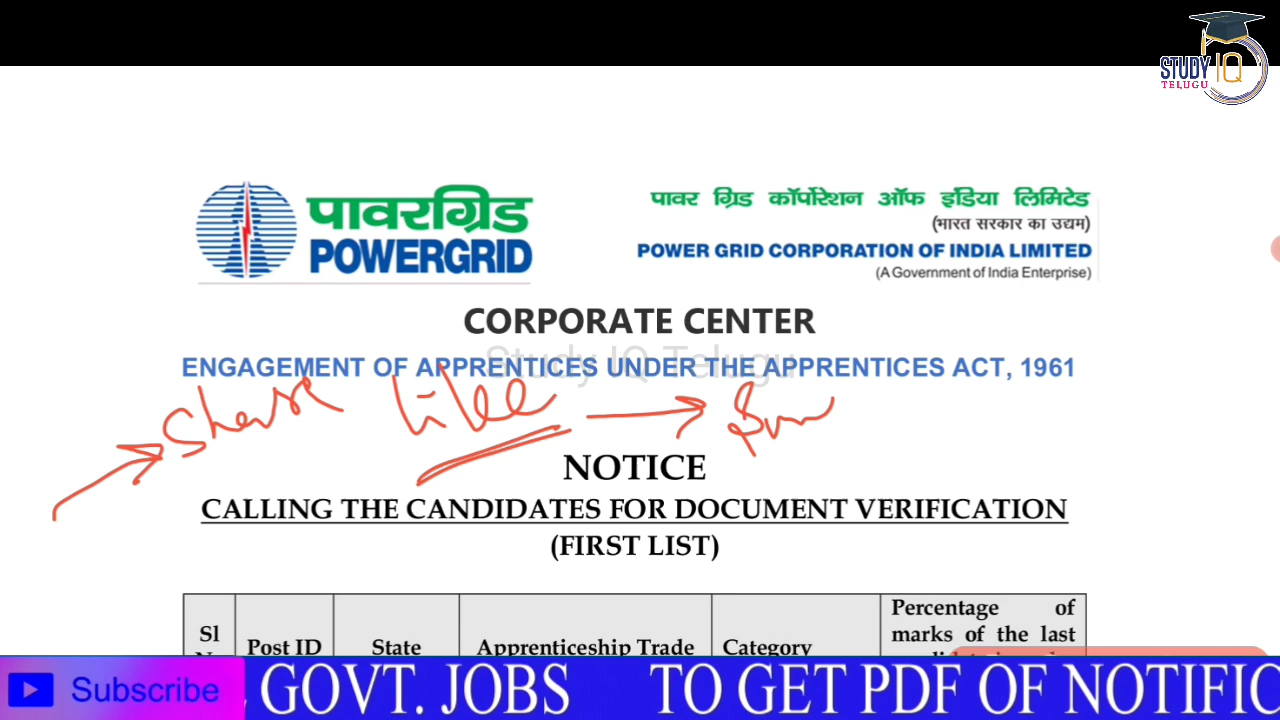 STUDY IQ
TELUGU
पावरग्रिड
POWERGRID
पावर ग्रिड कॉर्पोरेशन ऑफ इंडिया लिमिटेड
(भारत सरकार का उद्यम)
POWER GRID CORPORATION OF INDIA LIMITED
(A Government of India Enterprise)
CORPORATE CENTER
Study IQ Telugu
ENGAGEMENT OF APPRENTICES UNDER THE APPRENTICES ACT, 1961
Share Like
NOTICE
CALLING THE CANDIDATES FOR DOCUMENT VERIFICATION
(FIRST LIST)
Sl Post ID State Apprenticeship Trade Category Percentage of
marks of the last
Subscribe GOVT. JOBS TO GET PDF OF NOTIFIC